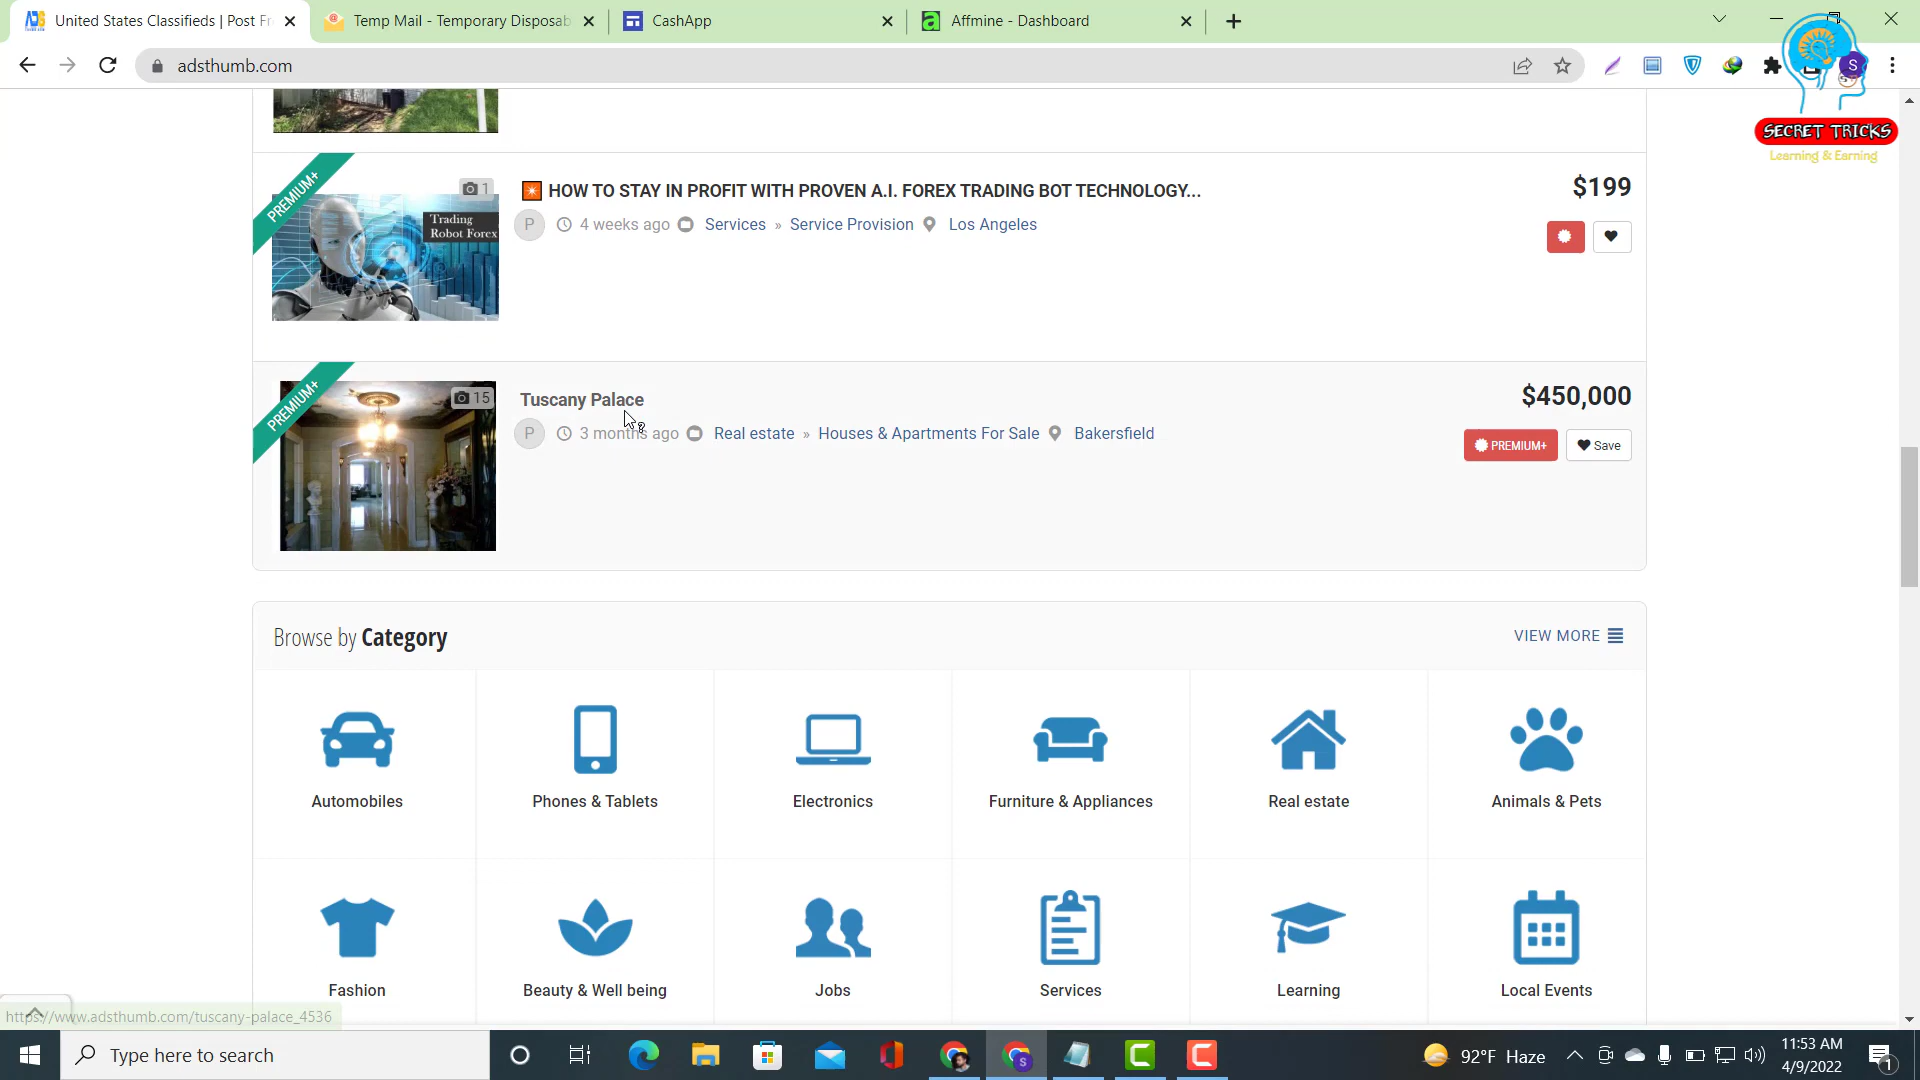 United States Classifieds | Post Fr
Temp Mail - Temporary Disposab
CashApp
Affmine - Dashboard
adsthumb.com
S
SECRET TRICKS
Learning & Earning
PREMIUM+
1
Trading
Robot Forex
HOW TO STAY IN PROFIT WITH PROVEN A.I. FOREX TRADING BOT TECHNOLOGY...
$199
P 4 weeks ago Services » Service Provision Los Angeles
PREMIUM+
15
Tuscany Palace
$450,000
P 3 months ago Real estate » Houses & Apartments For Sale Bakersfield
PREMIUM+ Save
Browse by Category
VIEW MORE
Automobiles
Phones & Tablets
Electronics
Furniture & Appliances
Real estate
Animals & Pets
Fashion
Beauty & Well being
Jobs
Services
Learning
Local Events
https://www.adsthumb.com/tuscany-palace_4536
Type here to search
S
92°F Haze
11:53 AM
4/9/2022
1